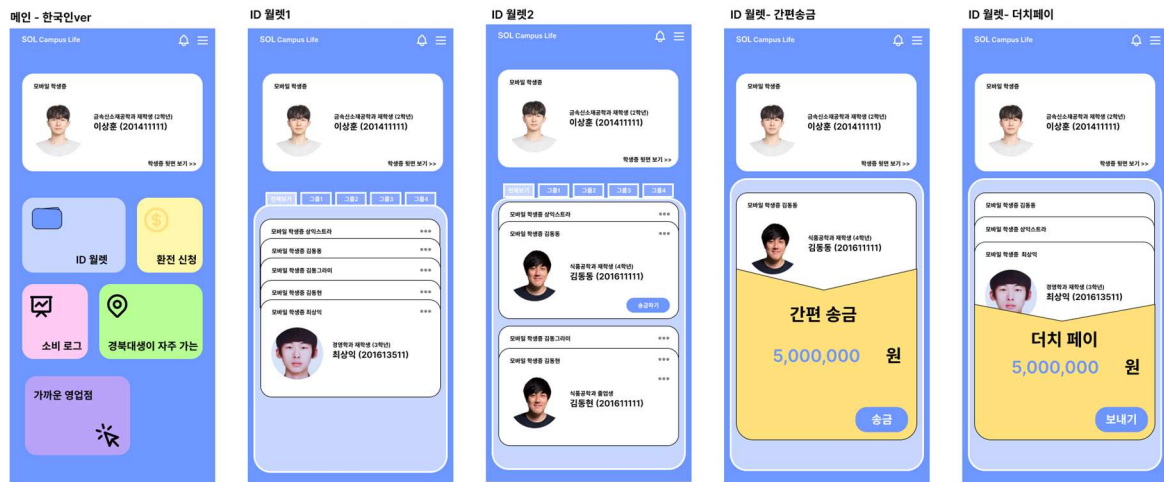 메인 - 한국인ver
SOL Campus Life
모바일 학생증
금속신소재공학과 재학생 (2학년)
이상훈 (201411111)
학생증 뒷면 보기 >>
ID 월렛
환전 신청
소비 로그
경북대생이 자주 가는
가까운 영업점
ID 월렛1
SOL Campus Life
모바일 학생증
금속신소재공학과 재학생 (2학년)
이상훈 (201411111)
학생증 뒷면 보기 >>
전체보기 그룹1 그룹2 그룹3 그룹4
모바일 학생증 상익스트라
모바일 학생증 김동동
모바일 학생증 김동그라미
모바일 학생증 김동현
모바일 학생증 최상익
경영학과 재학생 (3학년)
최상익 (201613511)
ID 월렛2
SOL Campus Life
모바일 학생증
금속신소재공학과 재학생 (2학년)
이상훈 (201411111)
학생증 뒷면 보기 >>
전체보기 그룹1 그룹2 그룹3 그룹4
모바일 학생증 상익스트라
모바일 학생증 김동동
식품공학과 재학생 (4학년)
김동동 (201611111)
송금하기
모바일 학생증 김동그라미
모바일 학생증 김동현
식품공학과 졸업생
김동현 (201611111)
ID 월렛- 간편송금
SOL Campus Life
모바일 학생증
금속신소재공학과 재학생 (2학년)
이상훈 (201411111)
학생증 뒷면 보기 >>
모바일 학생증 김동동
식품공학과 재학생 (4학년)
김동동 (201611111)
간편 송금
5,000,000 원
송금
ID 월렛- 더치페이
SOL Campus Life
모바일 학생증
금속신소재공학과 재학생 (2학년)
이상훈 (201411111)
학생증 뒷면 보기 >>
모바일 학생증 김동동
모바일 학생증 상익스트라
모바일 학생증 최상익
경영학과 재학생 (3학년)
최상익 (201613511)
더치 페이
5,000,000 원
보내기